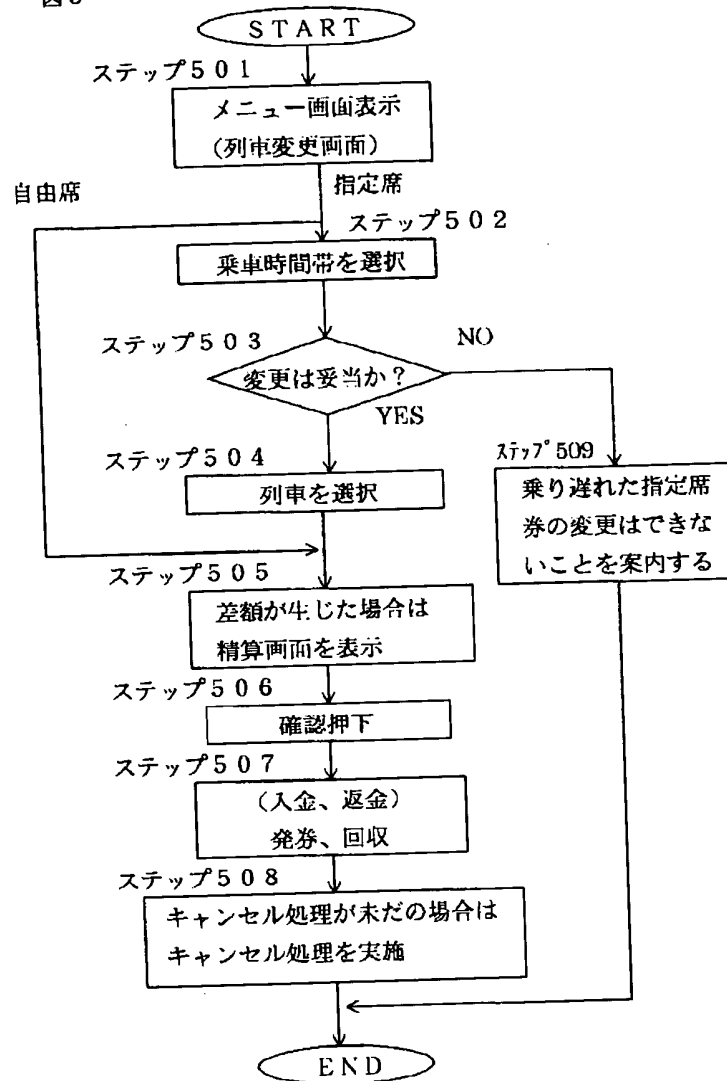 START
ステップ501
メニュー画面表示
(列車変更画面)
自由席
指定席
ステップ502
乗車時間帯を選択
ステップ503
NO
変更は妥当か?
YES
ステップ504
列車を選択
ステップ509
乗り遅れた指定席
券の変更はできな
いことを案内する
ステップ505
差額が生じた場合は
精算画面を表示
ステップ506
確認押下
ステップ507
(入金、返金)
発券、回収
ステップ508
キャンセル処理が未だの場合は
キャンセル処理を実施
END